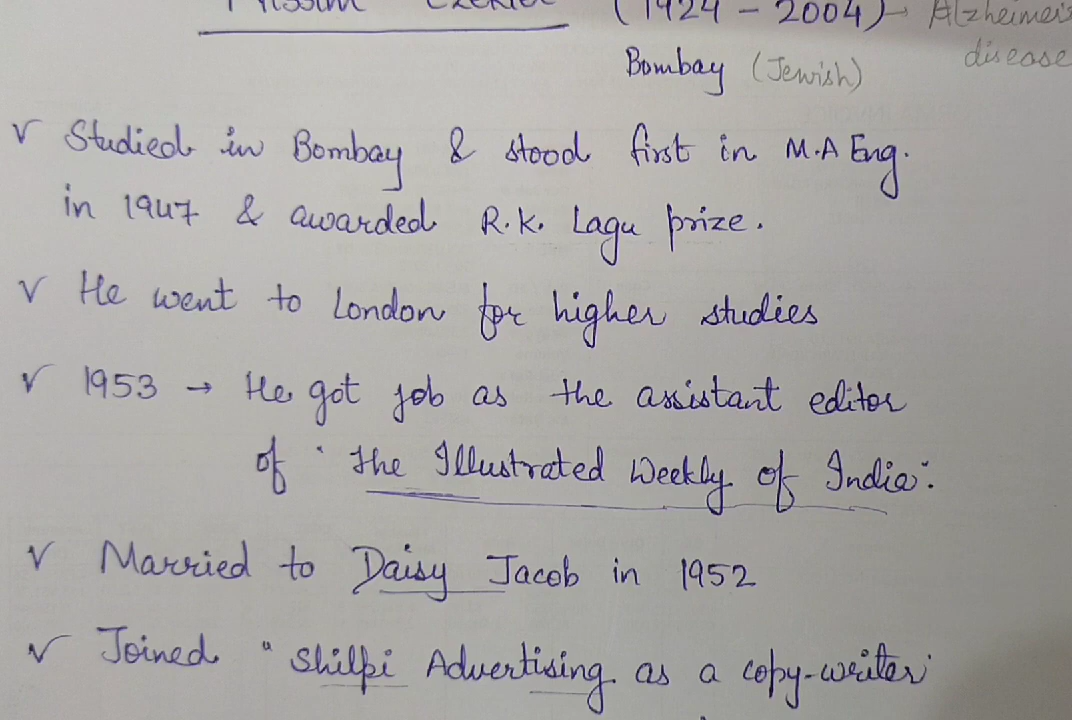 Nissim Ezekiel (1924 - 2004) → Alzheimer's
Bombay (Jewish) disease
√ Studied in Bombay & stood first in M.A Eng.
in 1947 & awarded R.K. Lagu prize.
√ He went to London for higher studies
√ 1953 → He got job as the assistant editor
of "The Illustrated Weekly of India".
√ Married to Daisy Jacob in 1952
√ Joined "Shilpi Advertising as a copy-writer"